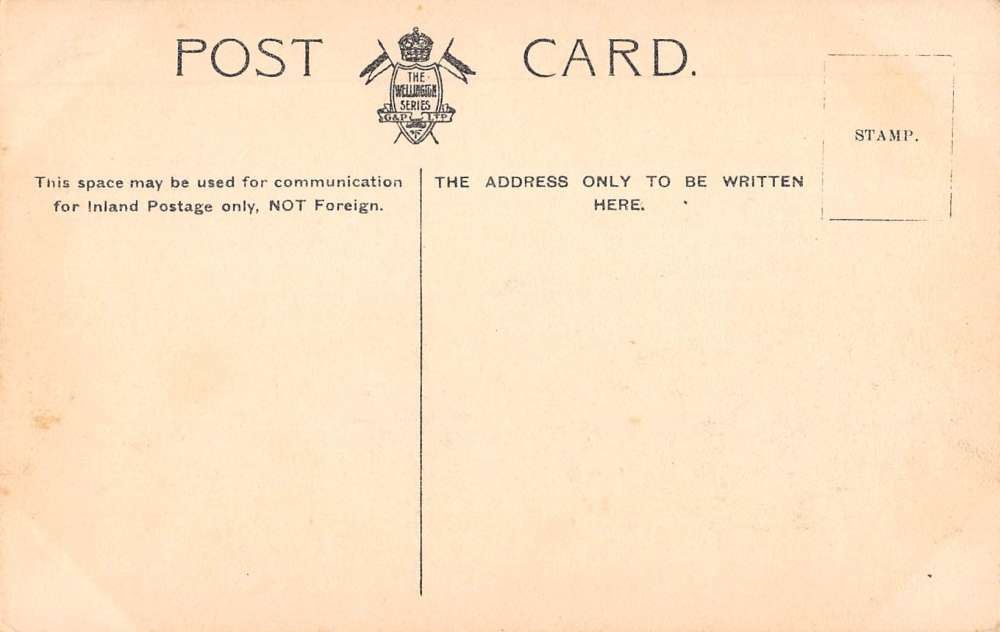 POST CARD.
THE
WELLINGTON
SERIES
G&P LTD.
STAMP.
This space may be used for communication
for Inland Postage only, NOT Foreign.
THE ADDRESS ONLY TO BE WRITTEN
HERE.